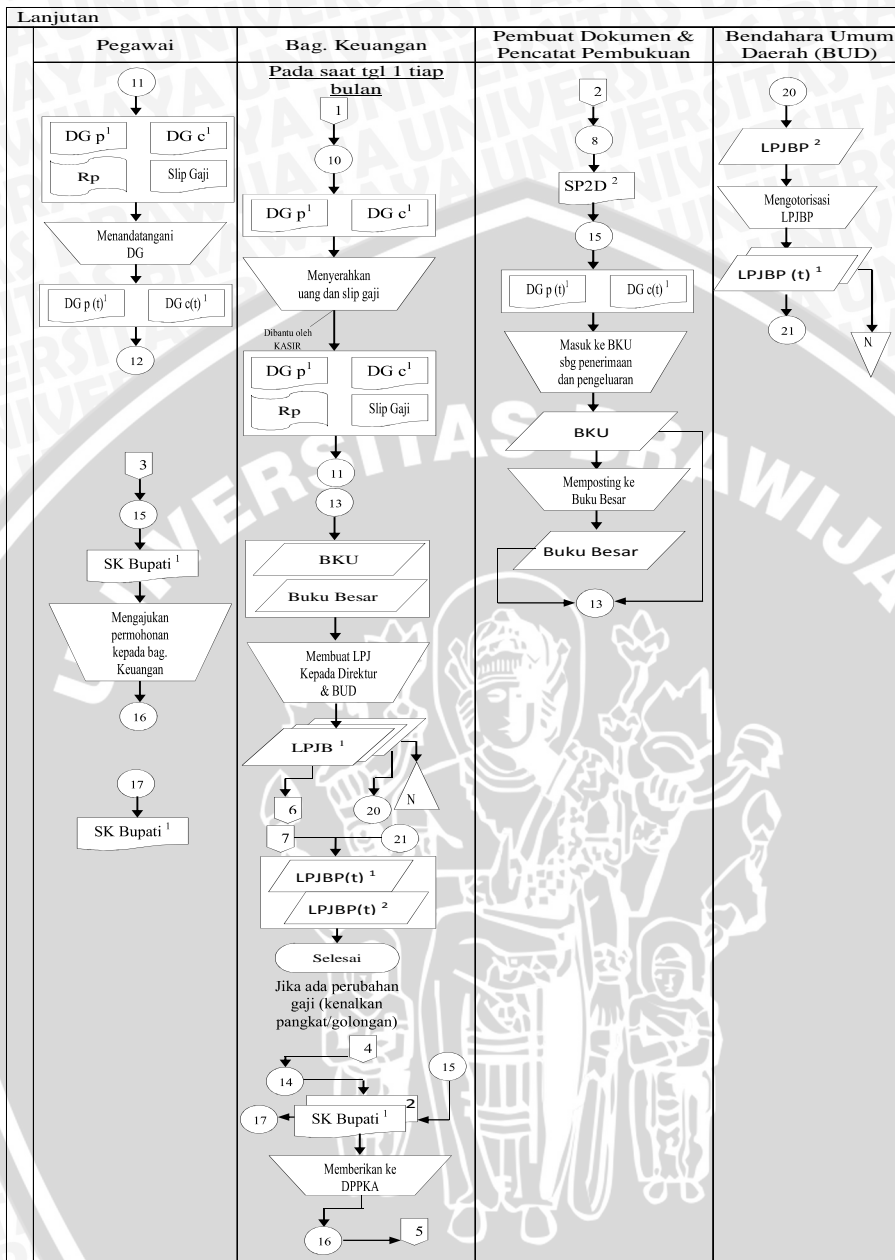 Lanjutan
Pegawai
Bag. Keuangan
Pembuat Dokumen &
Pencatat Pembukuan
Bendahara Umum
Daerah (BUD)
11
DG p¹
DG c¹
Rp
Slip Gaji
Menandatangani
DG
DG p (t)¹
DG c(t) ¹
12
3
15
SK Bupati ¹
Mengajukan
permohonan
kepada bag.
Keuangan
16
17
SK Bupati ¹
Pada saat tgl 1 tiap
bulan
1
10
DG p¹
DG c¹
Menyerahkan
uang dan slip gaji
Dibantu oleh
KASIR
DG p¹
DG c¹
Rp
Slip Gaji
11
13
BKU
Buku Besar
Membuat LPJ
Kepada Direktur
& BUD
LPJB ¹
N
6
20
7
21
LPJBP(t) ¹
LPJBP(t) ²
Selesai
Jika ada perubahan
gaji (kenalkan
pangkat/golongan)
4
14
15
2
17
SK Bupati ¹
Memberikan ke
DPPKA
16
5
2
8
SP2D ²
15
DG p(t)¹
DG c(t)¹
Masuk ke BKU
sbg penerimaan
dan pengeluaran
BKU
Memposting ke
Buku Besar
Buku Besar
13
20
LPJBP ²
Mengotorisasi
LPJBP
LPJBP (t) ¹
21
N
UNIVERSITAS BRAWIJAYA